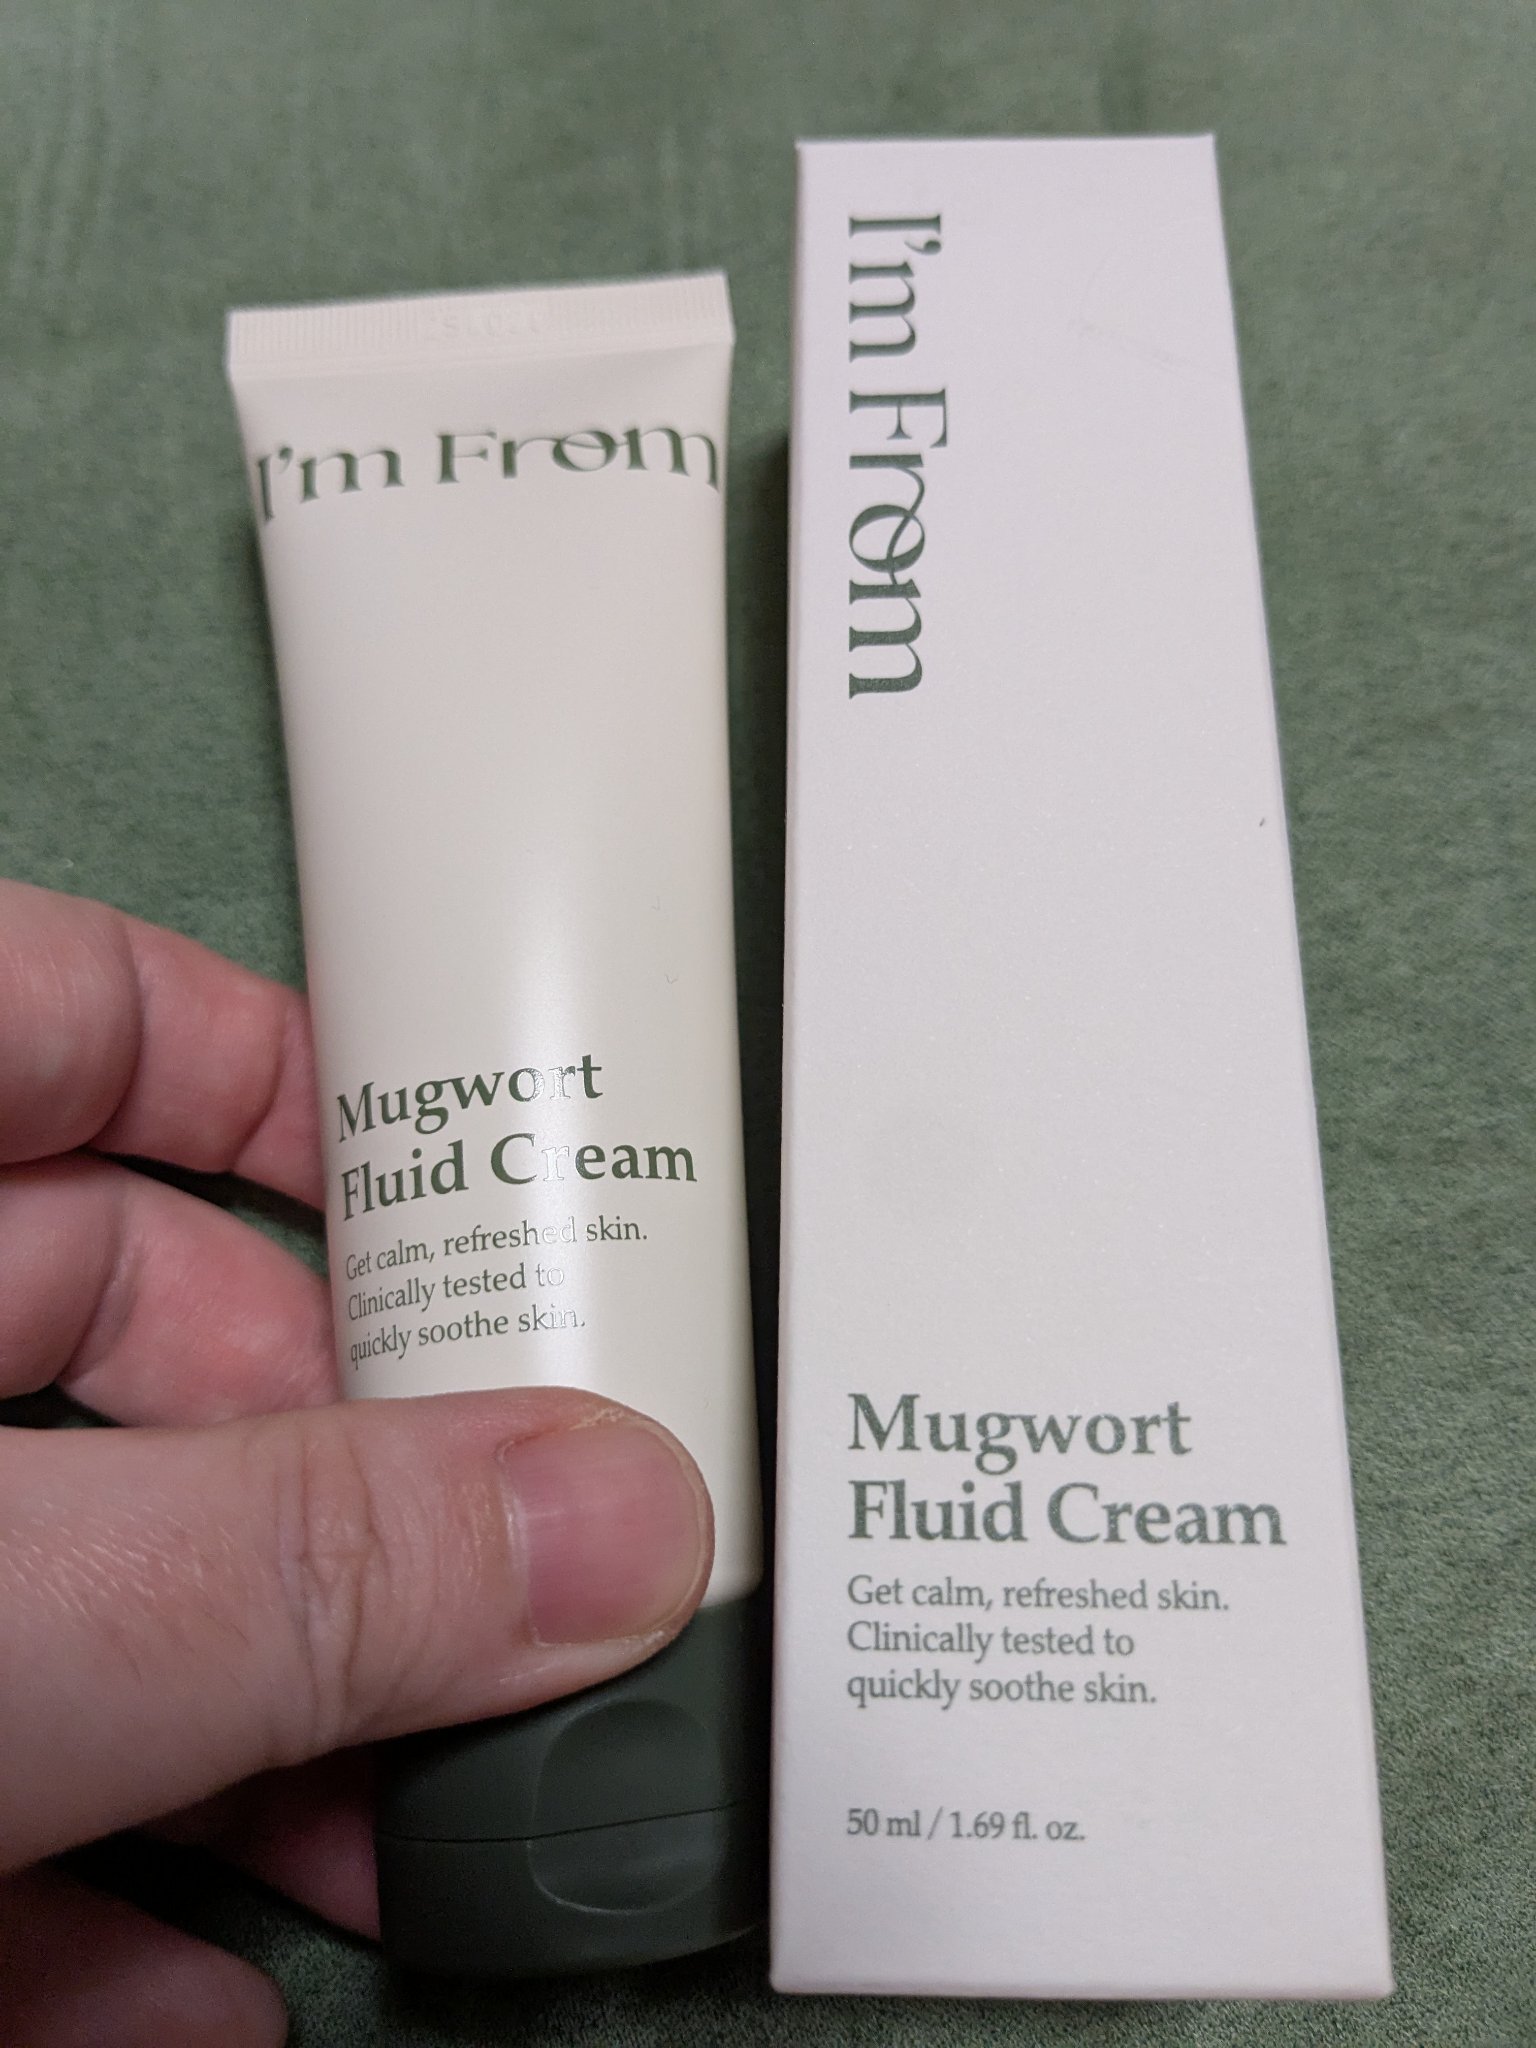 I'm From
Mugwort
Fluid Cream
Get calm, refreshed skin.
Clinically tested to
quickly soothe skin.
I'm From
Mugwort
Fluid Cream
Get calm, refreshed skin.
Clinically tested to
quickly soothe skin.
50 ml / 1.69 fl. oz.